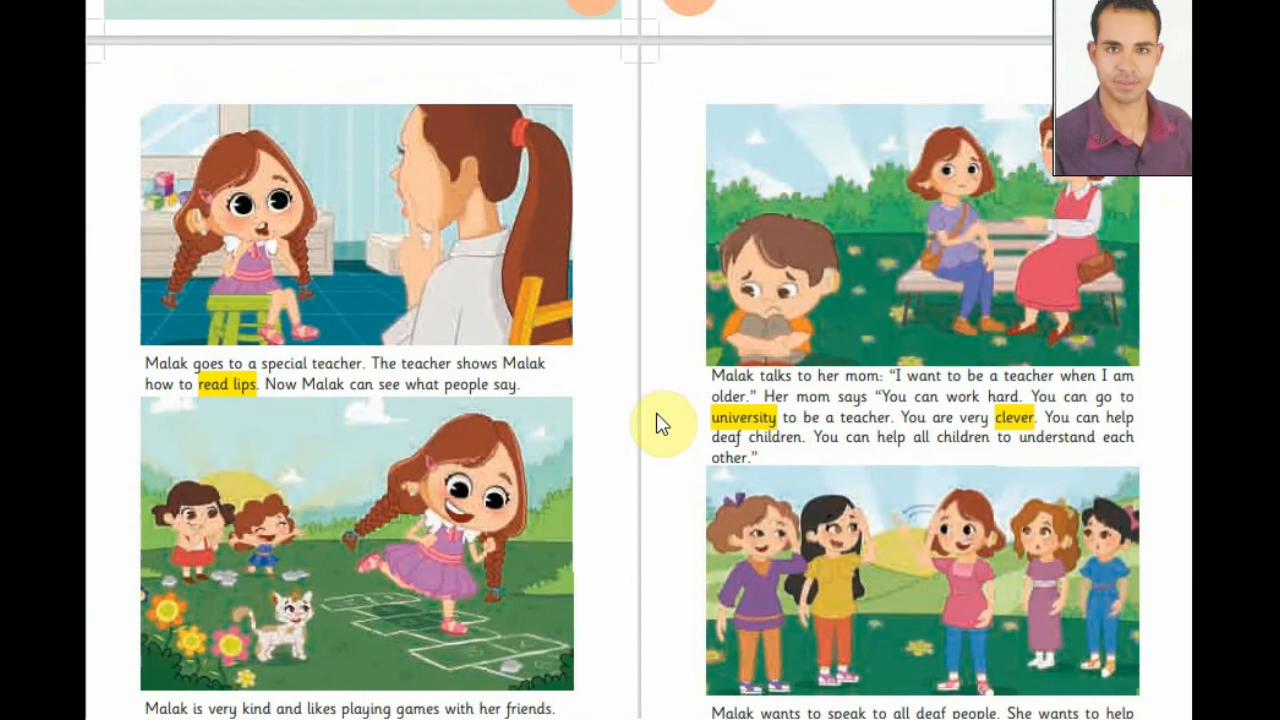 Malak goes to a special teacher. The teacher shows Malak
how to read lips. Now Malak can see what people say.
Malak is very kind and likes playing games with her friends.
Malak talks to her mom: “I want to be a teacher when I am
older.” Her mom says “You can work hard. You can go to
university to be a teacher. You are very clever. You can help
deaf children. You can help all children to understand each
other.”
Malak wants to speak to all deaf people. She wants to help